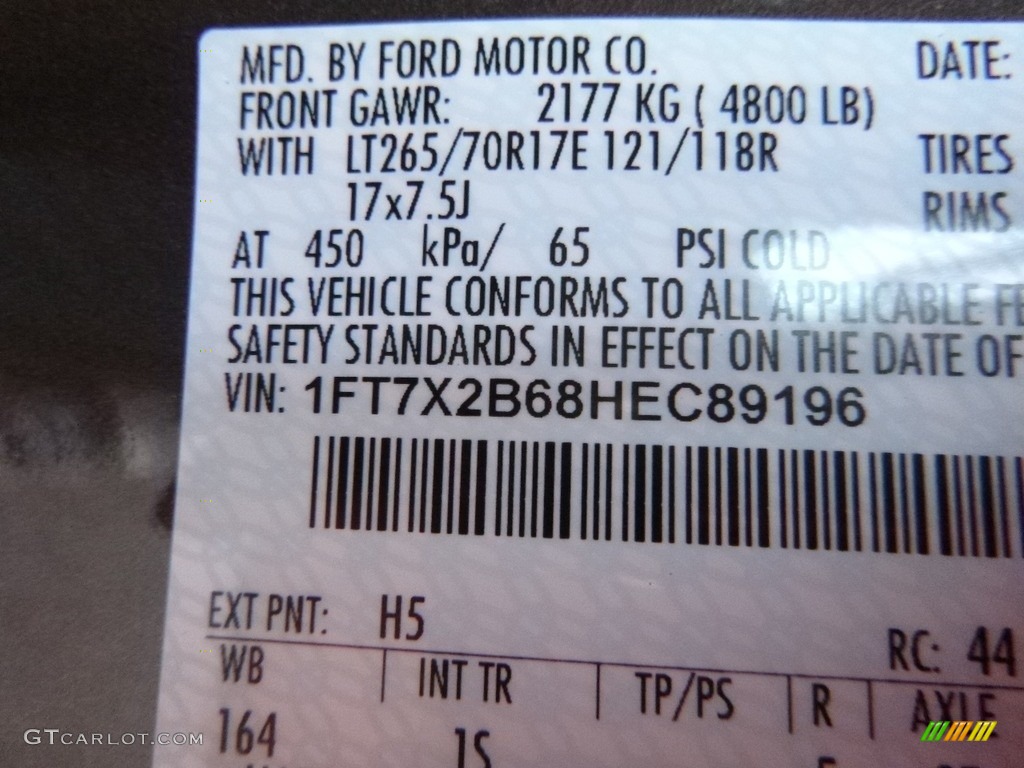 MFD. BY FORD MOTOR CO. DATE:
FRONT GAWR: 2177 KG ( 4800 LB)
WITH LT265/70R17E 121/118R TIRES
17x7.5J RIMS
AT 450 kPa/ 65 PSI COLD
THIS VEHICLE CONFORMS TO ALL APPLICABLE
SAFETY STANDARDS IN EFFECT ON THE DATE OF
VIN: 1FT7X2B68HEC89196
EXT PNT: H5 RC: 44
WB INT TR TP/PS R AXLE
164 1S
GTCARLOT.COM